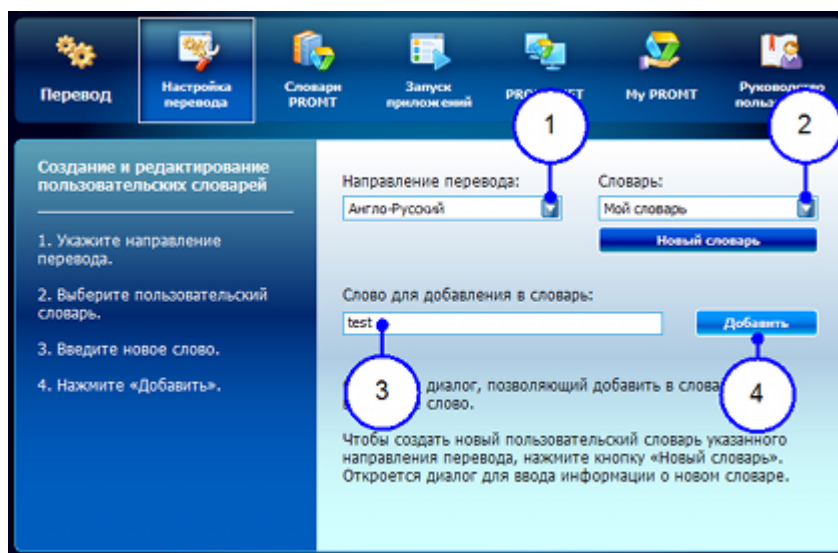 Перевод
Настройка
перевода
Словари
PROMT
Запуск
приложений
My PROMT
Руководство
1
2
Создание и редактирование
пользовательских словарей
Направление перевода:
Словарь:
Англо-Русский
Мой словарь
Новый словарь
1. Укажите направление
перевода.
2. Выберите пользовательский
словарь.
3. Введите новое слово.
4. Нажмите «Добавить».
Слово для добавления в словарь:
test
Добавить
3
4
диалог, позволяющий добавить в
слово.
Чтобы создать новый пользовательский словарь указанного
направления перевода, нажмите кнопку «Новый словарь».
Откроется диалог для ввода информации о новом словаре.